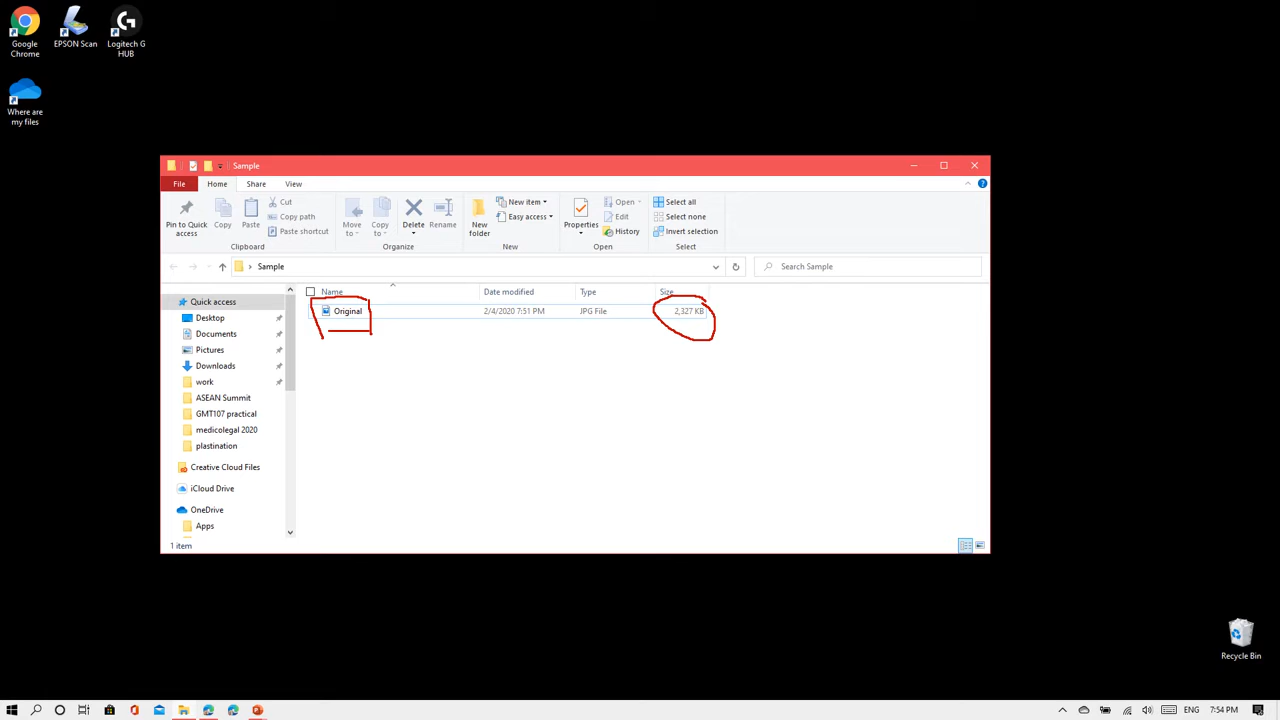 Google
Chrome
EPSON Scan
Logitech G
HUB
Where are
my files
Sample
File
Home
Share
View
Pin to Quick
access
Copy
Paste
Cut
Copy path
Paste shortcut
Clipboard
Move
to
Copy
to
Delete
Rename
Organize
New
folder
New item
Easy access
New
Properties
Open
Edit
History
Open
Select all
Select none
Invert selection
Select
Sample
Search Sample
Name
Date modified
Type
Size
Original
2/4/2020 7:51 PM
JPG File
2,327 KB
Quick access
Desktop
Documents
Pictures
Downloads
work
ASEAN Summit
GMT107 practical
medicolegal 2020
plastination
Creative Cloud Files
iCloud Drive
OneDrive
Apps
1 item
Recycle Bin
ENG
7:54 PM